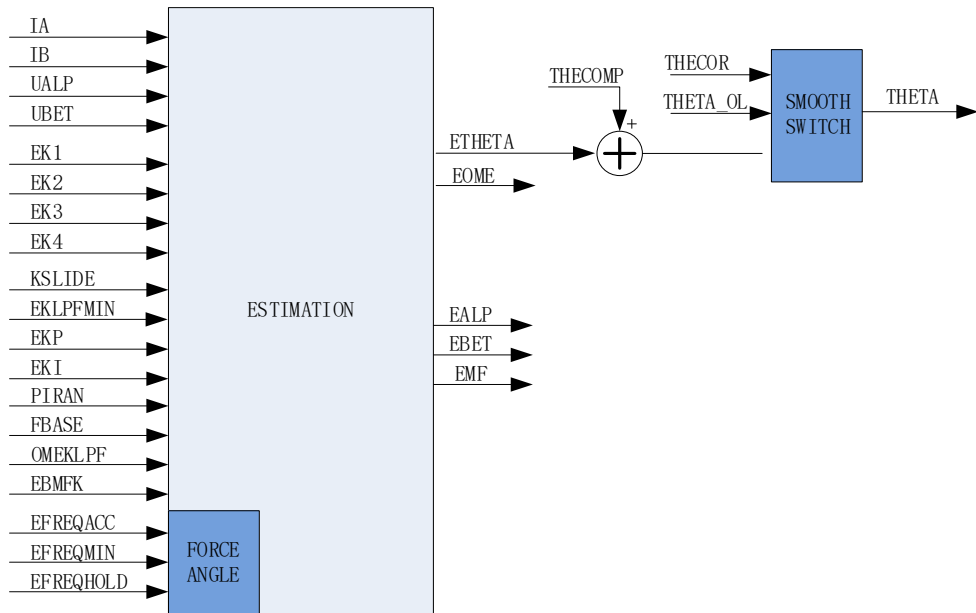 IA
IB
UALP
UBET
EK1
EK2
EK3
EK4
KSLIDE
EKLPFMIN
EKP
EKI
PIRAN
FBASE
OMEKLPF
EBMFK
EFREQACC
EFREQMIN
EFREQHOLD
FORCE
ANGLE
ESTIMATION
ETHETA
EOME
EALP
EBET
EMF
THECOMP
+
THECOR
THETA_OL
SMOOTH
SWITCH
THETA